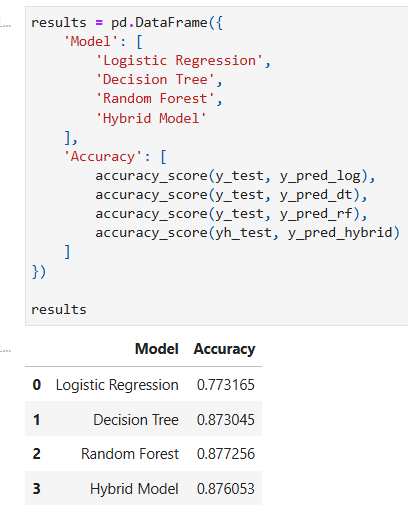 results = pd.DataFrame({
    'Model': [
        'Logistic Regression',
        'Decision Tree',
        'Random Forest',
        'Hybrid Model'
    ],
    'Accuracy': [
        accuracy_score(y_test, y_pred_log),
        accuracy_score(y_test, y_pred_dt),
        accuracy_score(y_test, y_pred_rf),
        accuracy_score(yh_test, y_pred_hybrid)
    ]
})
results
Model Accuracy
0 Logistic Regression 0.773165
1 Decision Tree 0.873045
2 Random Forest 0.877256
3 Hybrid Model 0.876053